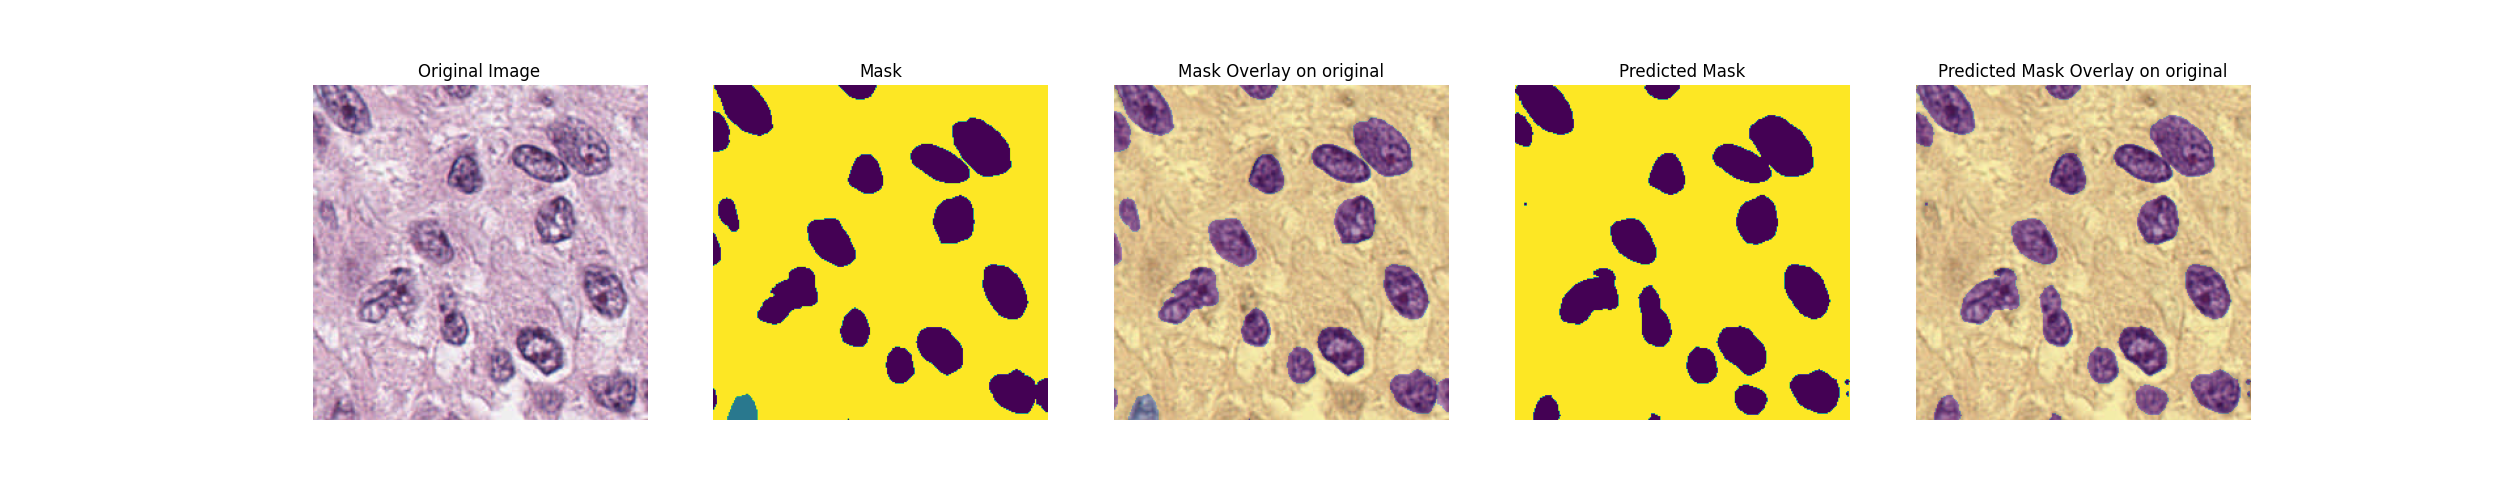 Original Image
Mask
Mask Overlay on original
Predicted Mask
Predicted Mask Overlay on original